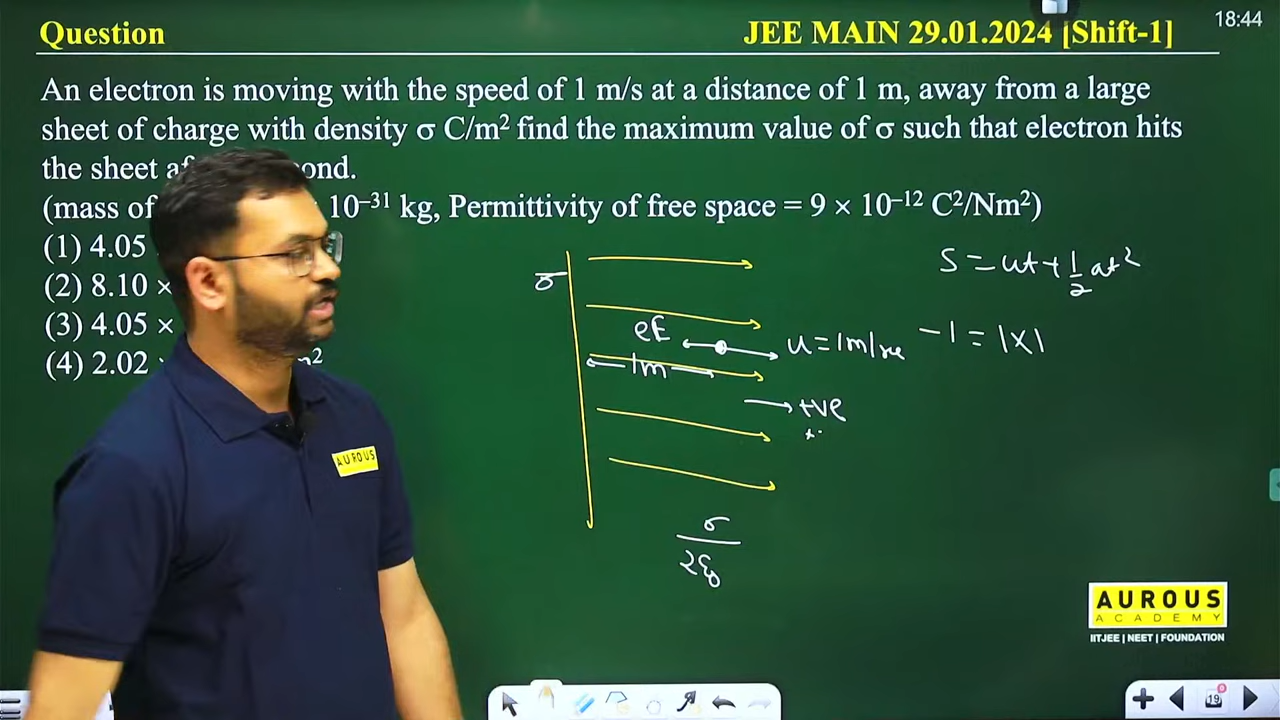 Question
JEE MAIN 29.01.2024 [Shift-1]
18:44
An electron is moving with the speed of 1 m/s at a distance of 1 m, away from a large
sheet of charge with density σ C/m² find the maximum value of σ such that electron hits
the sheet
(mass of 10⁻³¹ kg, Permittivity of free space = 9 × 10⁻¹² C²/Nm²)
(1) 4.05
(2) 8.10 ×
(3) 4.05 ×
(4) 2.02
σ
eE
1m
u = 1m/sec
+ve
σ
2ε₀
S = ut + 1/2 at²
-1 = 1×1
AUROUS
AUROUS
ACADEMY
IITJEE | NEET | FOUNDATION
19